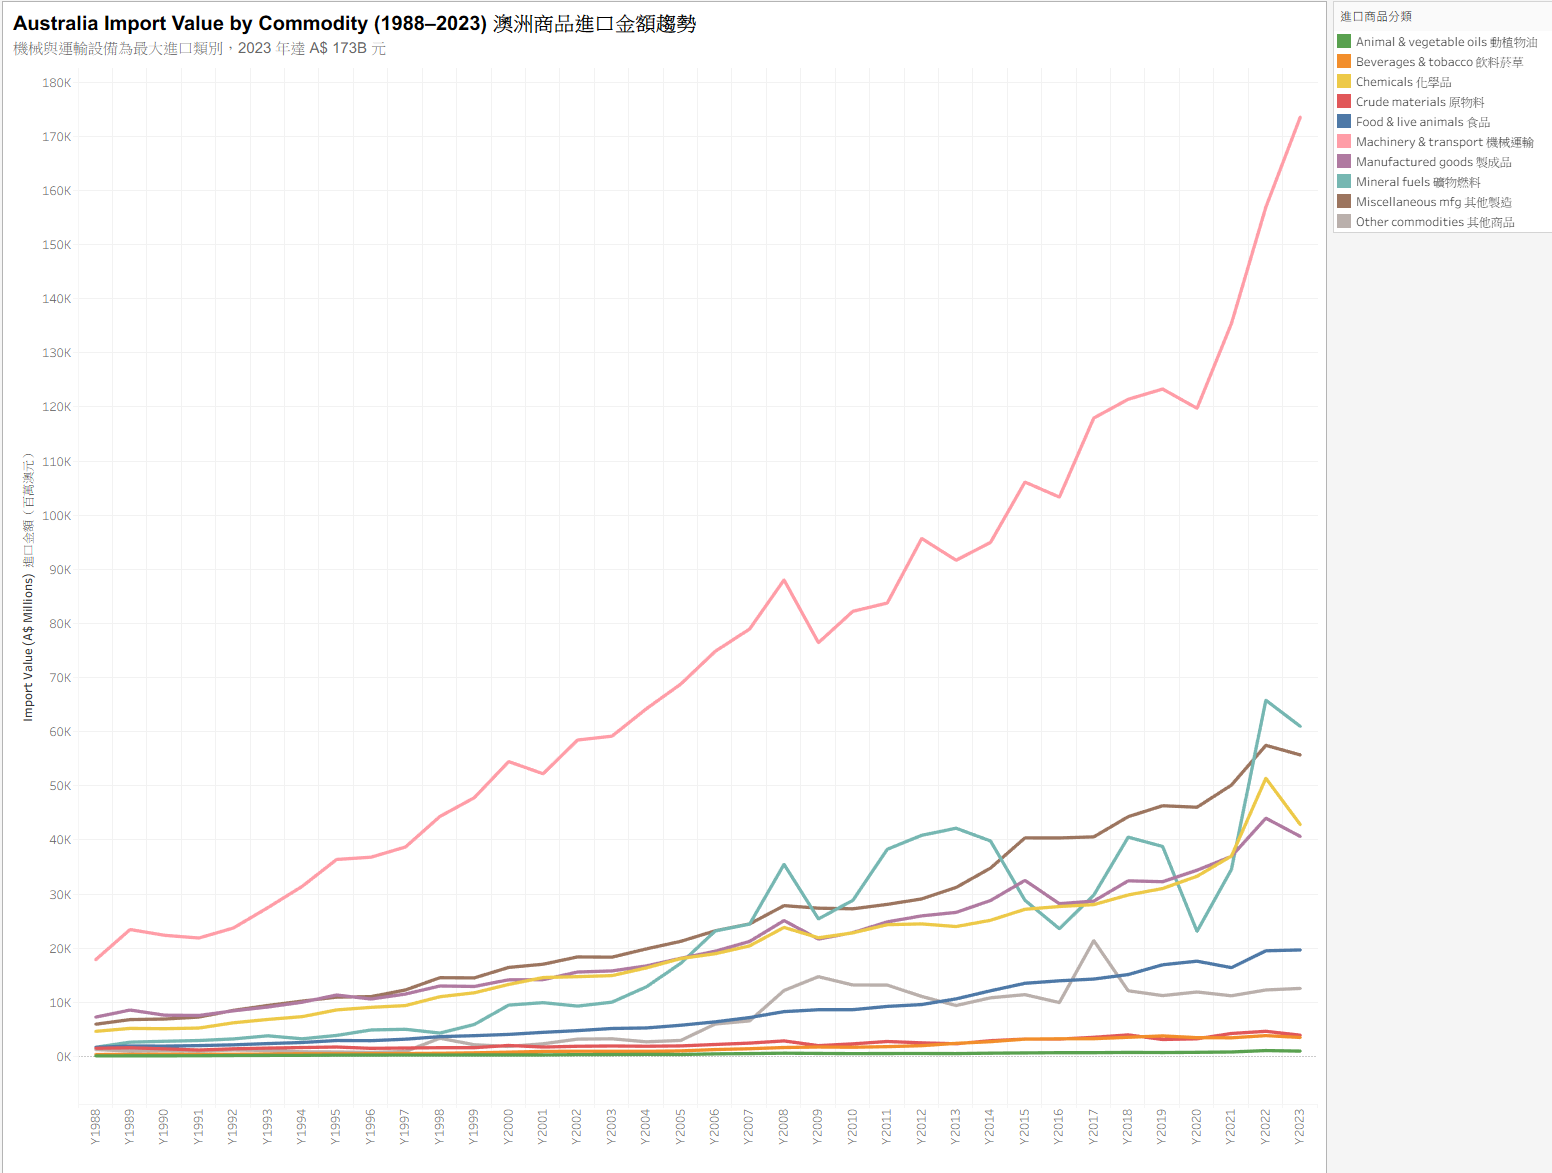 Australia Import Value by Commodity (1988–2023) 澳洲商品進口金額趨勢
機械與運輸設備為最大進口類別，2023 年達 A$ 173B 元
進口商品分類
Animal & vegetable oils 動植物油
Beverages & tobacco 飲料菸草
Chemicals 化學品
Crude materials 原物料
Food & live animals 食品
Machinery & transport 機械運輸
Manufactured goods 製成品
Mineral fuels 礦物燃料
Miscellaneous mfg 其他製造
Other commodities 其他商品
Import Value (A$ Millions) 進口金額（百萬澳元）
180K
170K
160K
150K
140K
130K
120K
110K
100K
90K
80K
70K
60K
50K
40K
30K
20K
10K
0K
Y1988
Y1989
Y1990
Y1991
Y1992
Y1993
Y1994
Y1995
Y1996
Y1997
Y1998
Y1999
Y2000
Y2001
Y2002
Y2003
Y2004
Y2005
Y2006
Y2007
Y2008
Y2009
Y2010
Y2011
Y2012
Y2013
Y2014
Y2015
Y2016
Y2017
Y2018
Y2019
Y2020
Y2021
Y2022
Y2023